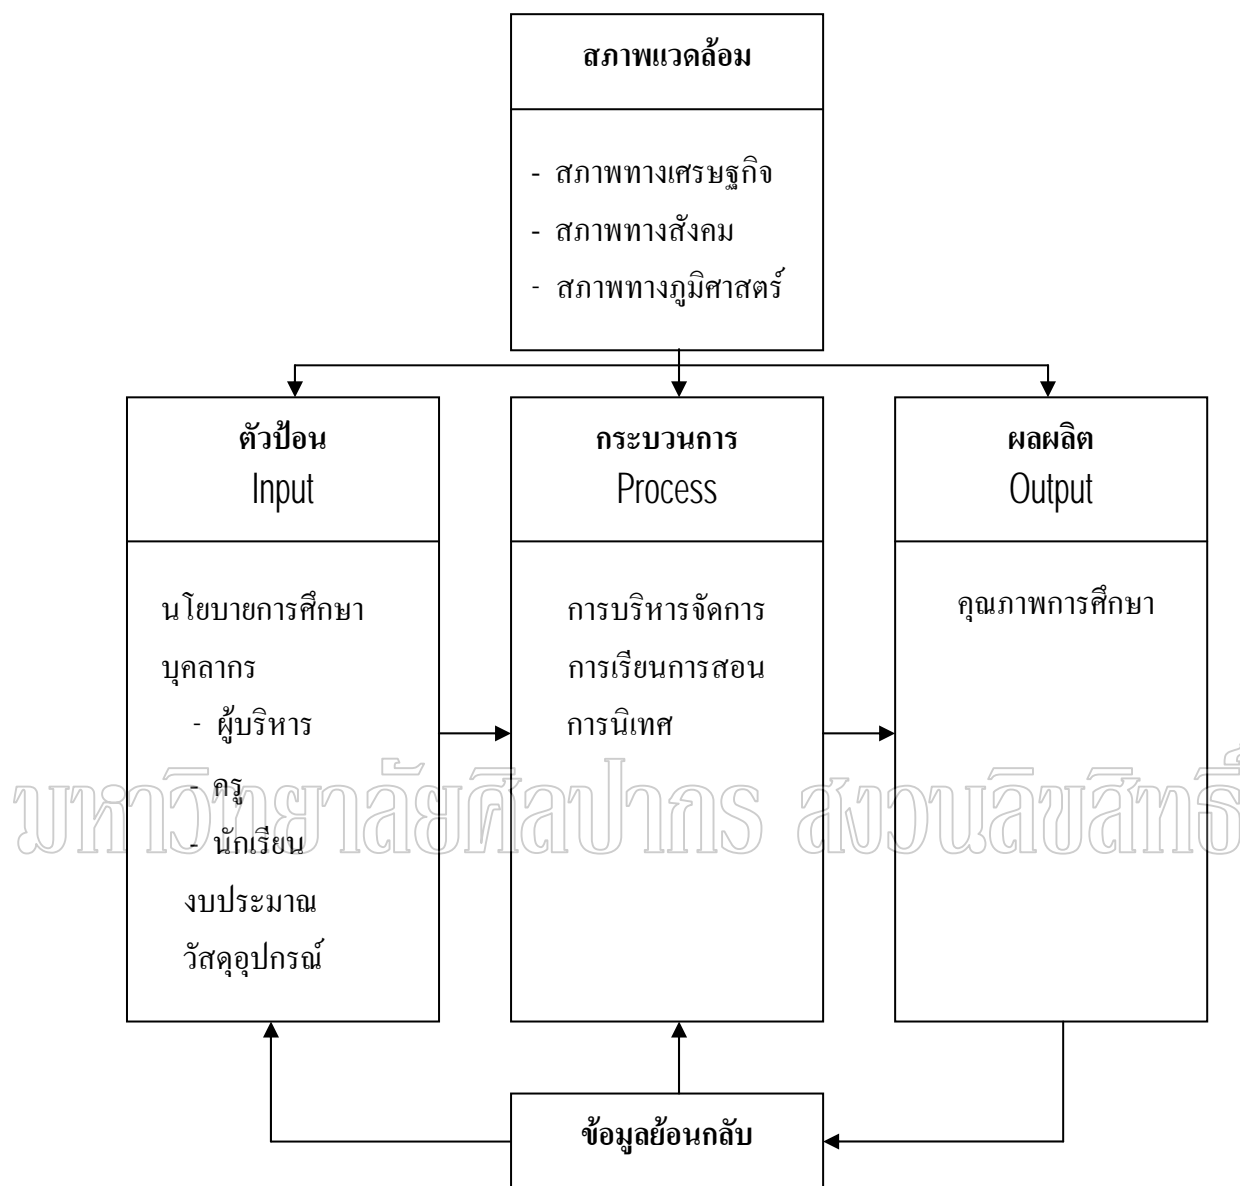 สภาพแวดล้อม
- สภาพทางเศรษฐกิจ
- สภาพทางสังคม
- สภาพทางภูมิศาสตร์
ตัวป้อน
Input
นโยบายการศึกษา
บุคลากร
- ผู้บริหาร
- ครู
- นักเรียน
งบประมาณ
วัสดุอุปกรณ์
กระบวนการ
Process
การบริหารจัดการ
การเรียนการสอน
การนิเทศ
ผลผลิต
Output
คุณภาพการศึกษา
มหาวิทยาลัยศิลปากร สงวนลิขสิทธิ์
ข้อมูลย้อนกลับ